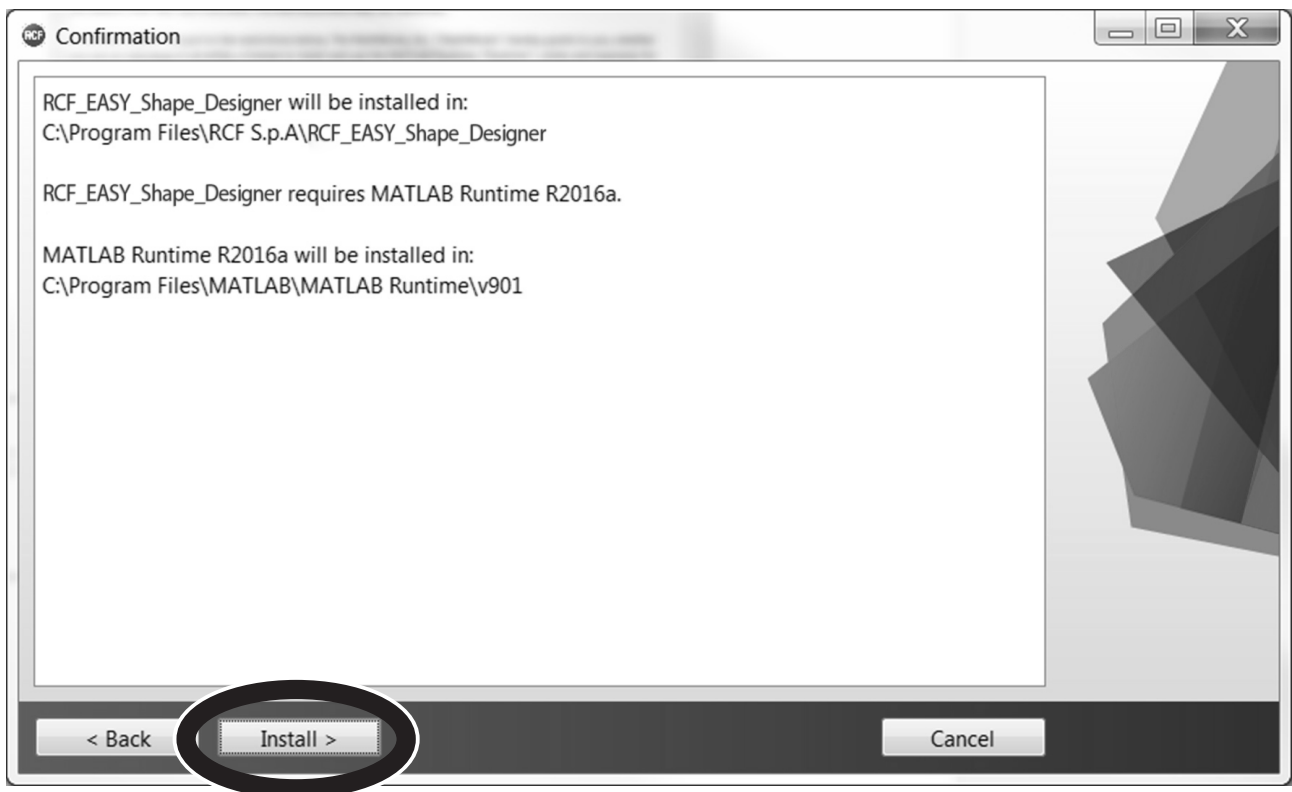 RCF Confirmation
RCF_EASY_Shape_Designer will be installed in:
C:\Program Files\RCF S.p.A\RCF_EASY_Shape_Designer
RCF_EASY_Shape_Designer requires MATLAB Runtime R2016a.
MATLAB Runtime R2016a will be installed in:
C:\Program Files\MATLAB\MATLAB Runtime\v901
< Back Install > Cancel